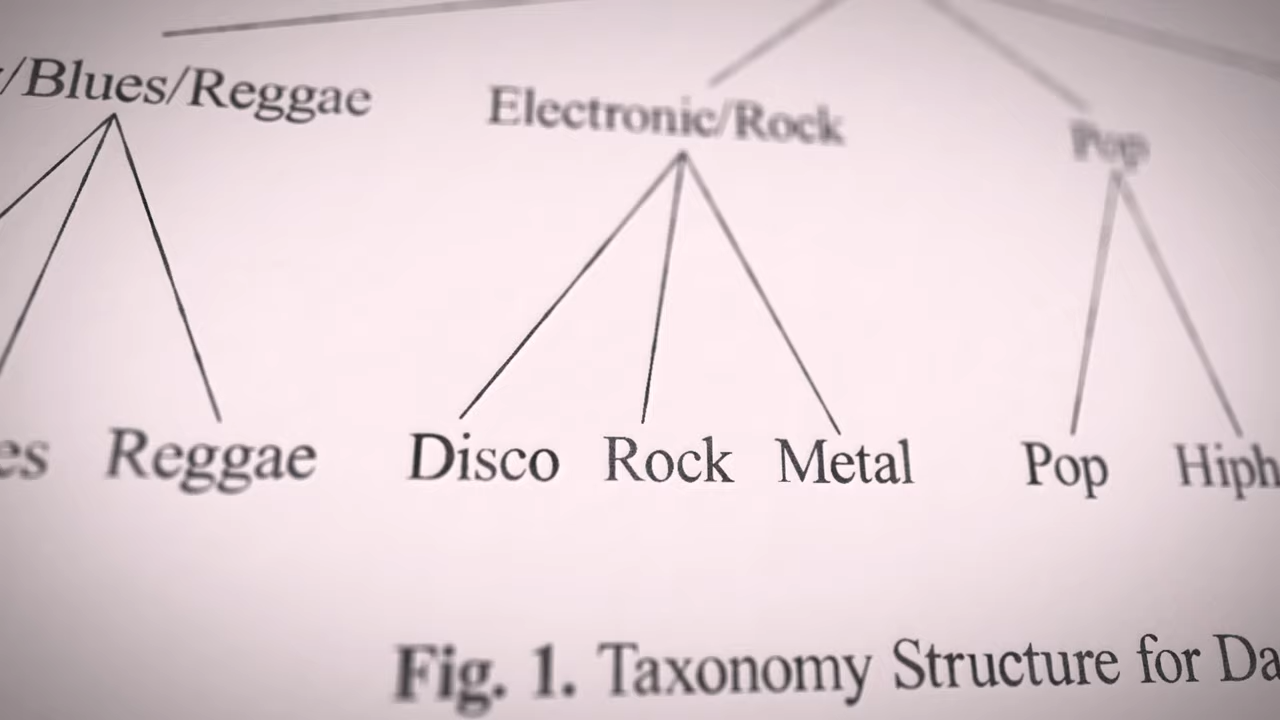 /Blues/Reggae Electronic/Rock Pop
es Reggae Disco Rock Metal Pop Hiph
Fig. 1. Taxonomy Structure for Da